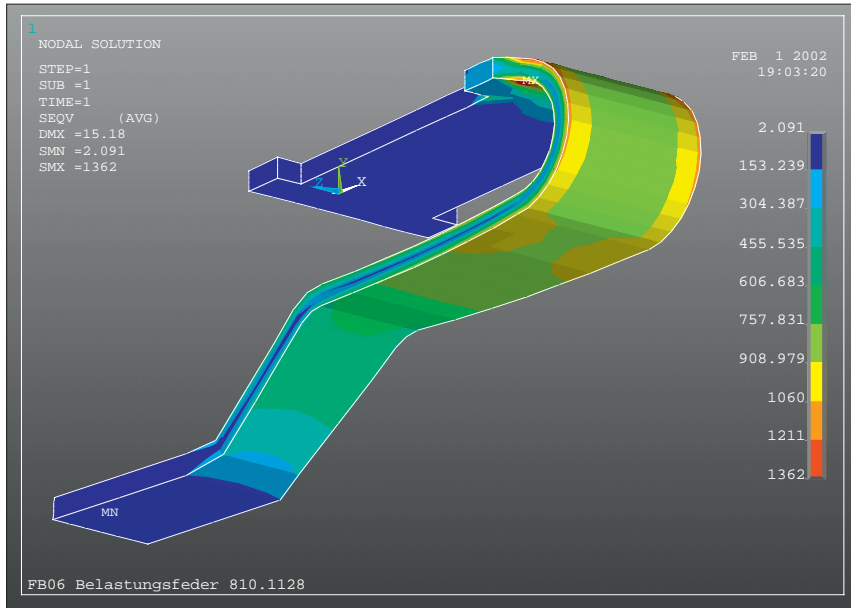 1
NODAL SOLUTION
STEP=1
SUB =1
TIME=1
SEQV (AVG)
DMX =15.18
SMN =2.091
SMX =1362
FEB 1 2002
19:03:20
2.091
153.239
304.387
455.535
606.683
757.831
908.979
1060
1211
1362
MX
Y
Z
X
MN
FB06 Belastungsfeder 810.1128